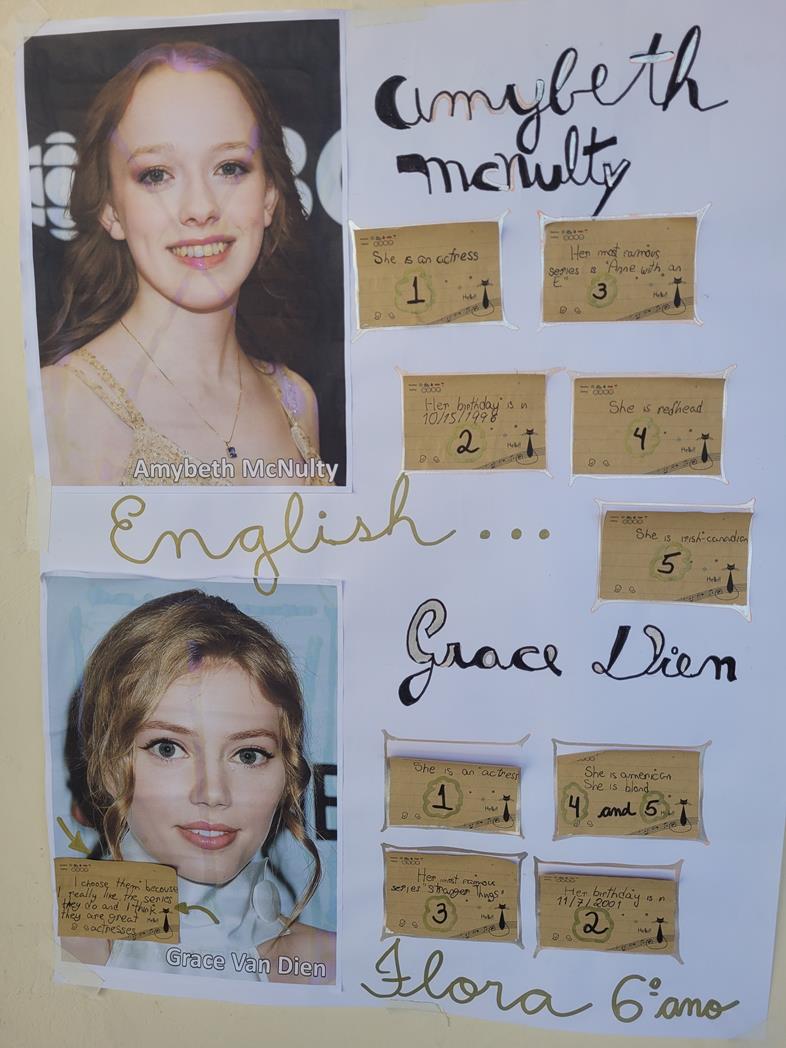 Amybeth
mcnulty
She is an actress
1
Her most famous
series is "Anne with an
E"
3
Hello!
Hello!
Her birthday is n
10/15/1998
2
She is redhead
4
Hello!
Hello!
Amybeth McNulty
English ...
She is irish-canadian
5
Hello!
Grace Dien
She is an actress
1
Hello!
She is american
She is blond
4 and 5
Her most famous
series "stranger things"
3
Hello!
Her birthday is n
11/7/2001
2
Hello!
I choose them because
I really like the series
they do and I think
they are great
actresses
Hello!
Grace Van Dien
Flora 6º ano